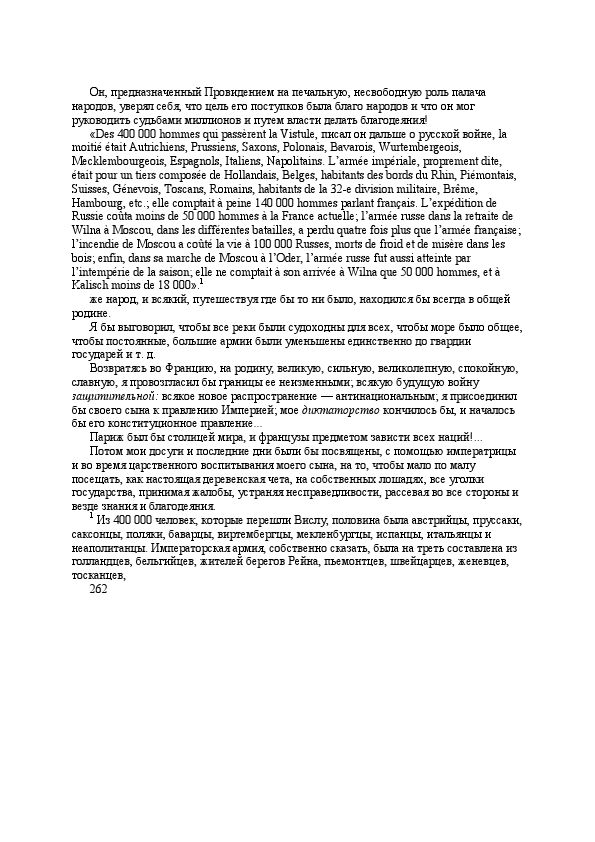 Он, предназначенный Провидением на печальную, несвободную роль палача
народов, уверял себя, что цель его поступков была благо народов и что он мог
руководить судьбами миллионов и путем власти делать благодеяния!
«Des 400 000 hommes qui passèrent la Vistule, писал он дальше о русской войне, la
moitié était Autrichiens, Prussiens, Saxons, Polonais, Bavarois, Wurtembergeois,
Mecklembourgeois, Espagnols, Italiens, Napolitains. L’armée impériale, proprement dite,
était pour un tiers composée de Hollandais, Belges, habitants des bords du Rhin, Piémontais,
Suisses, Génevois, Toscans, Romains, habitants de la 32-e division militaire, Brême,
Hambourg, etc.; elle comptait à peine 140 000 hommes parlant français. L’expédition de
Russie coûta moins de 50 000 hommes à la France actuelle; l’armée russe dans la retraite de
Wilna à Moscou, dans les différentes batailles, a perdu quatre fois plus que l’armée française;
l’incendie de Moscou a coûté la vie à 100 000 Russes, morts de froid et de misère dans les
bois; enfin, dans sa marche de Moscou à l’Oder, l’armée russe fut aussi atteinte par
l’intempérie de la saison; elle ne comptait à son arrivée à Wilna que 50 000 hommes, et à
Kalisch moins de 18 000».1
же народ, и всякий, путешествуя где бы то ни было, находился бы всегда в общей
родине.
Я бы выговорил, чтобы все реки были судоходны для всех, чтобы море было общее,
чтобы постоянные, большие армии были уменьшены единственно до гвардии
государей и т. д.
Возвратясь во Францию, на родину, великую, сильную, великолепную, спокойную,
славную, я провозгласил бы границы ее неизменными; всякую будущую войну
защитительной: всякое новое распространение — антинациональным; я присоединил
бы своего сына к правлению Империей; мое диктаторство кончилось бы, и началось
бы его конституционное правление...
Париж был бы столицей мира, и французы предметом зависти всех наций!...
Потом мои досуги и последние дни были бы посвящены, с помощью императрицы
и во время царственного воспитывания моего сына, на то, чтобы мало по малу
посещать, как настоящая деревенская чета, на собственных лошадях, все уголки
государства, принимая жалобы, устраняя несправедливости, рассевая во все стороны и
везде знания и благодеяния.
1 Из 400 000 человек, которые перешли Вислу, половина была австрийцы, пруссаки,
саксонцы, поляки, баварцы, виртембергцы, мекленбургцы, испанцы, итальянцы и
неаполитанцы. Императорская армия, собственно сказать, была на треть составлена из
голландцев, бельгийцев, жителей берегов Рейна, пьемонтцев, швейцарцев, женевцев,
тосканцев,
262